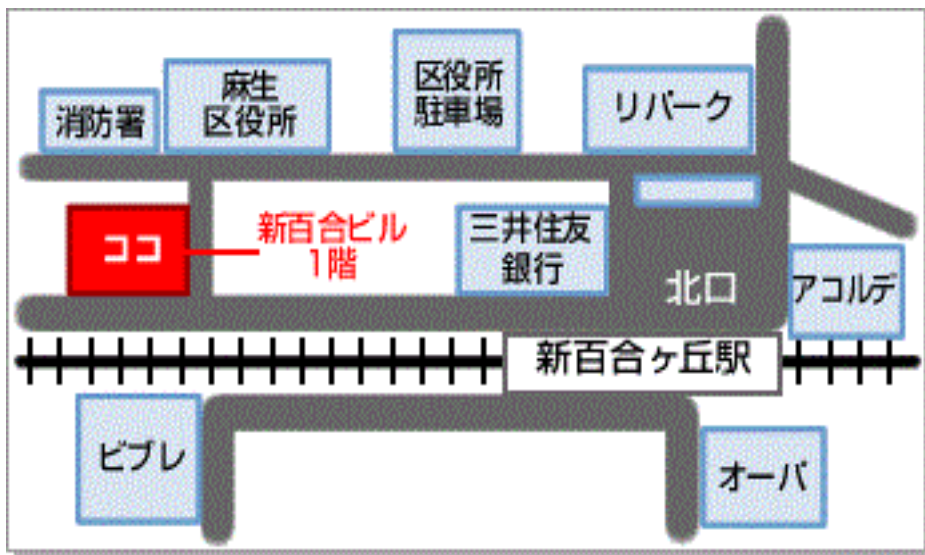 消防署
麻生
区役所
区役所
駐車場
リパーク
ココ
新百合ビル
1階
三井住友
銀行
北口
アコルデ
新百合ヶ丘駅
ビブレ
オーパ